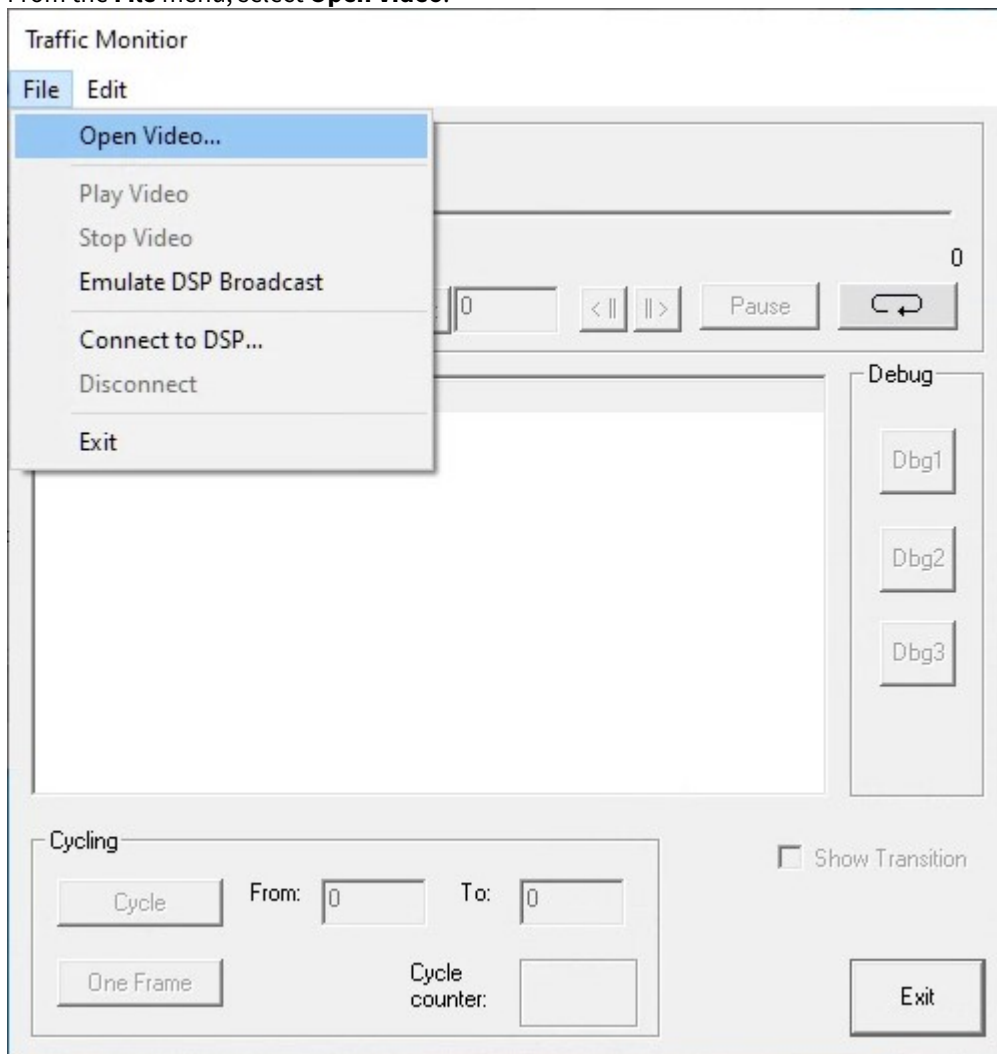 From the File menu, select Open Video.
Traffic Monitior
File Edit
Open Video...
Play Video
Stop Video
Emulate DSP Broadcast
Connect to DSP...
Disconnect
Exit
0
0 < || || > Pause
Debug
Dbg1
Dbg2
Dbg3
Cycling
Show Transition
Cycle From: 0 To: 0
One Frame Cycle counter:
Exit